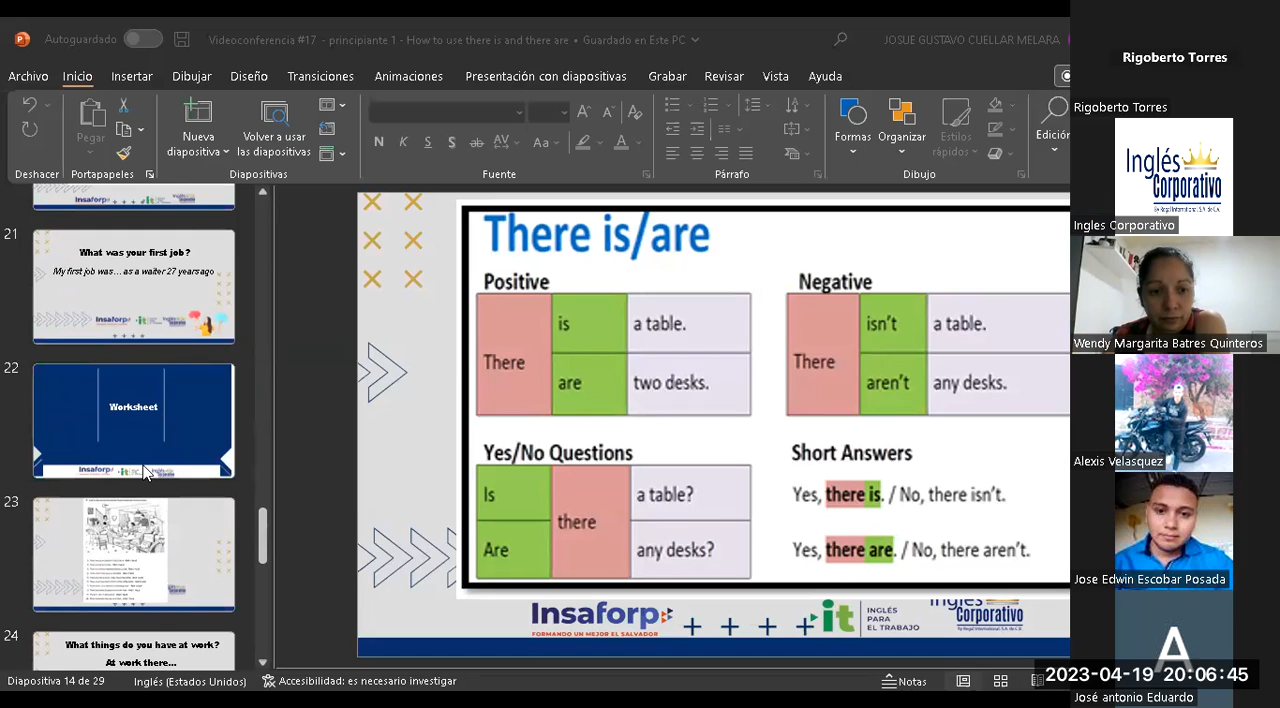 Autoguardado
Videoconferencia #17 - principiante 1 - How to use there is and there are • Guardado en Este PC
JOSUE GUSTAVO CUELLAR MELARA
Archivo Inicio Insertar Dibujar Diseño Transiciones Animaciones Presentación con diapositivas Grabar Revisar Vista Ayuda
Pegar
Nueva diapositiva
Volver a usar las diapositivas
N K S S ab AV Aa A
Formas Organizar Estilos rápidos Edición
Deshacer Portapapeles Diapositivas Fuente Párrafo Dibujo
21
What was your first job?
My first job was... as a waiter 27 years ago
22
Worksheet
23
24
What things do you have at work?
At work there...
There is/are
Positive
There
is a table.
are two desks.
Negative
There
isn't a table.
aren't any desks.
Yes/No Questions
Is
Are
there
a table?
any desks?
Short Answers
Yes, there is. / No, there isn't.
Yes, there are. / No, there aren't.
Insaforp
FORMANDO UN MEJOR EL SALVADOR
it
INGLÉS
PARA
EL TRABAJO
Inglés
Corporativo
Diapositiva 14 de 29 Inglés (Estados Unidos) Accesibilidad: es necesario investigar Notas
Rigoberto Torres
Rigoberto Torres
Inglés
Corporativo
Ingles Corporativo
Wendy Margarita Batres Quinteros
Alexis Velasquez
Jose Edwin Escobar Posada
A
2023-04-19 20:06:45
José antonio Eduardo